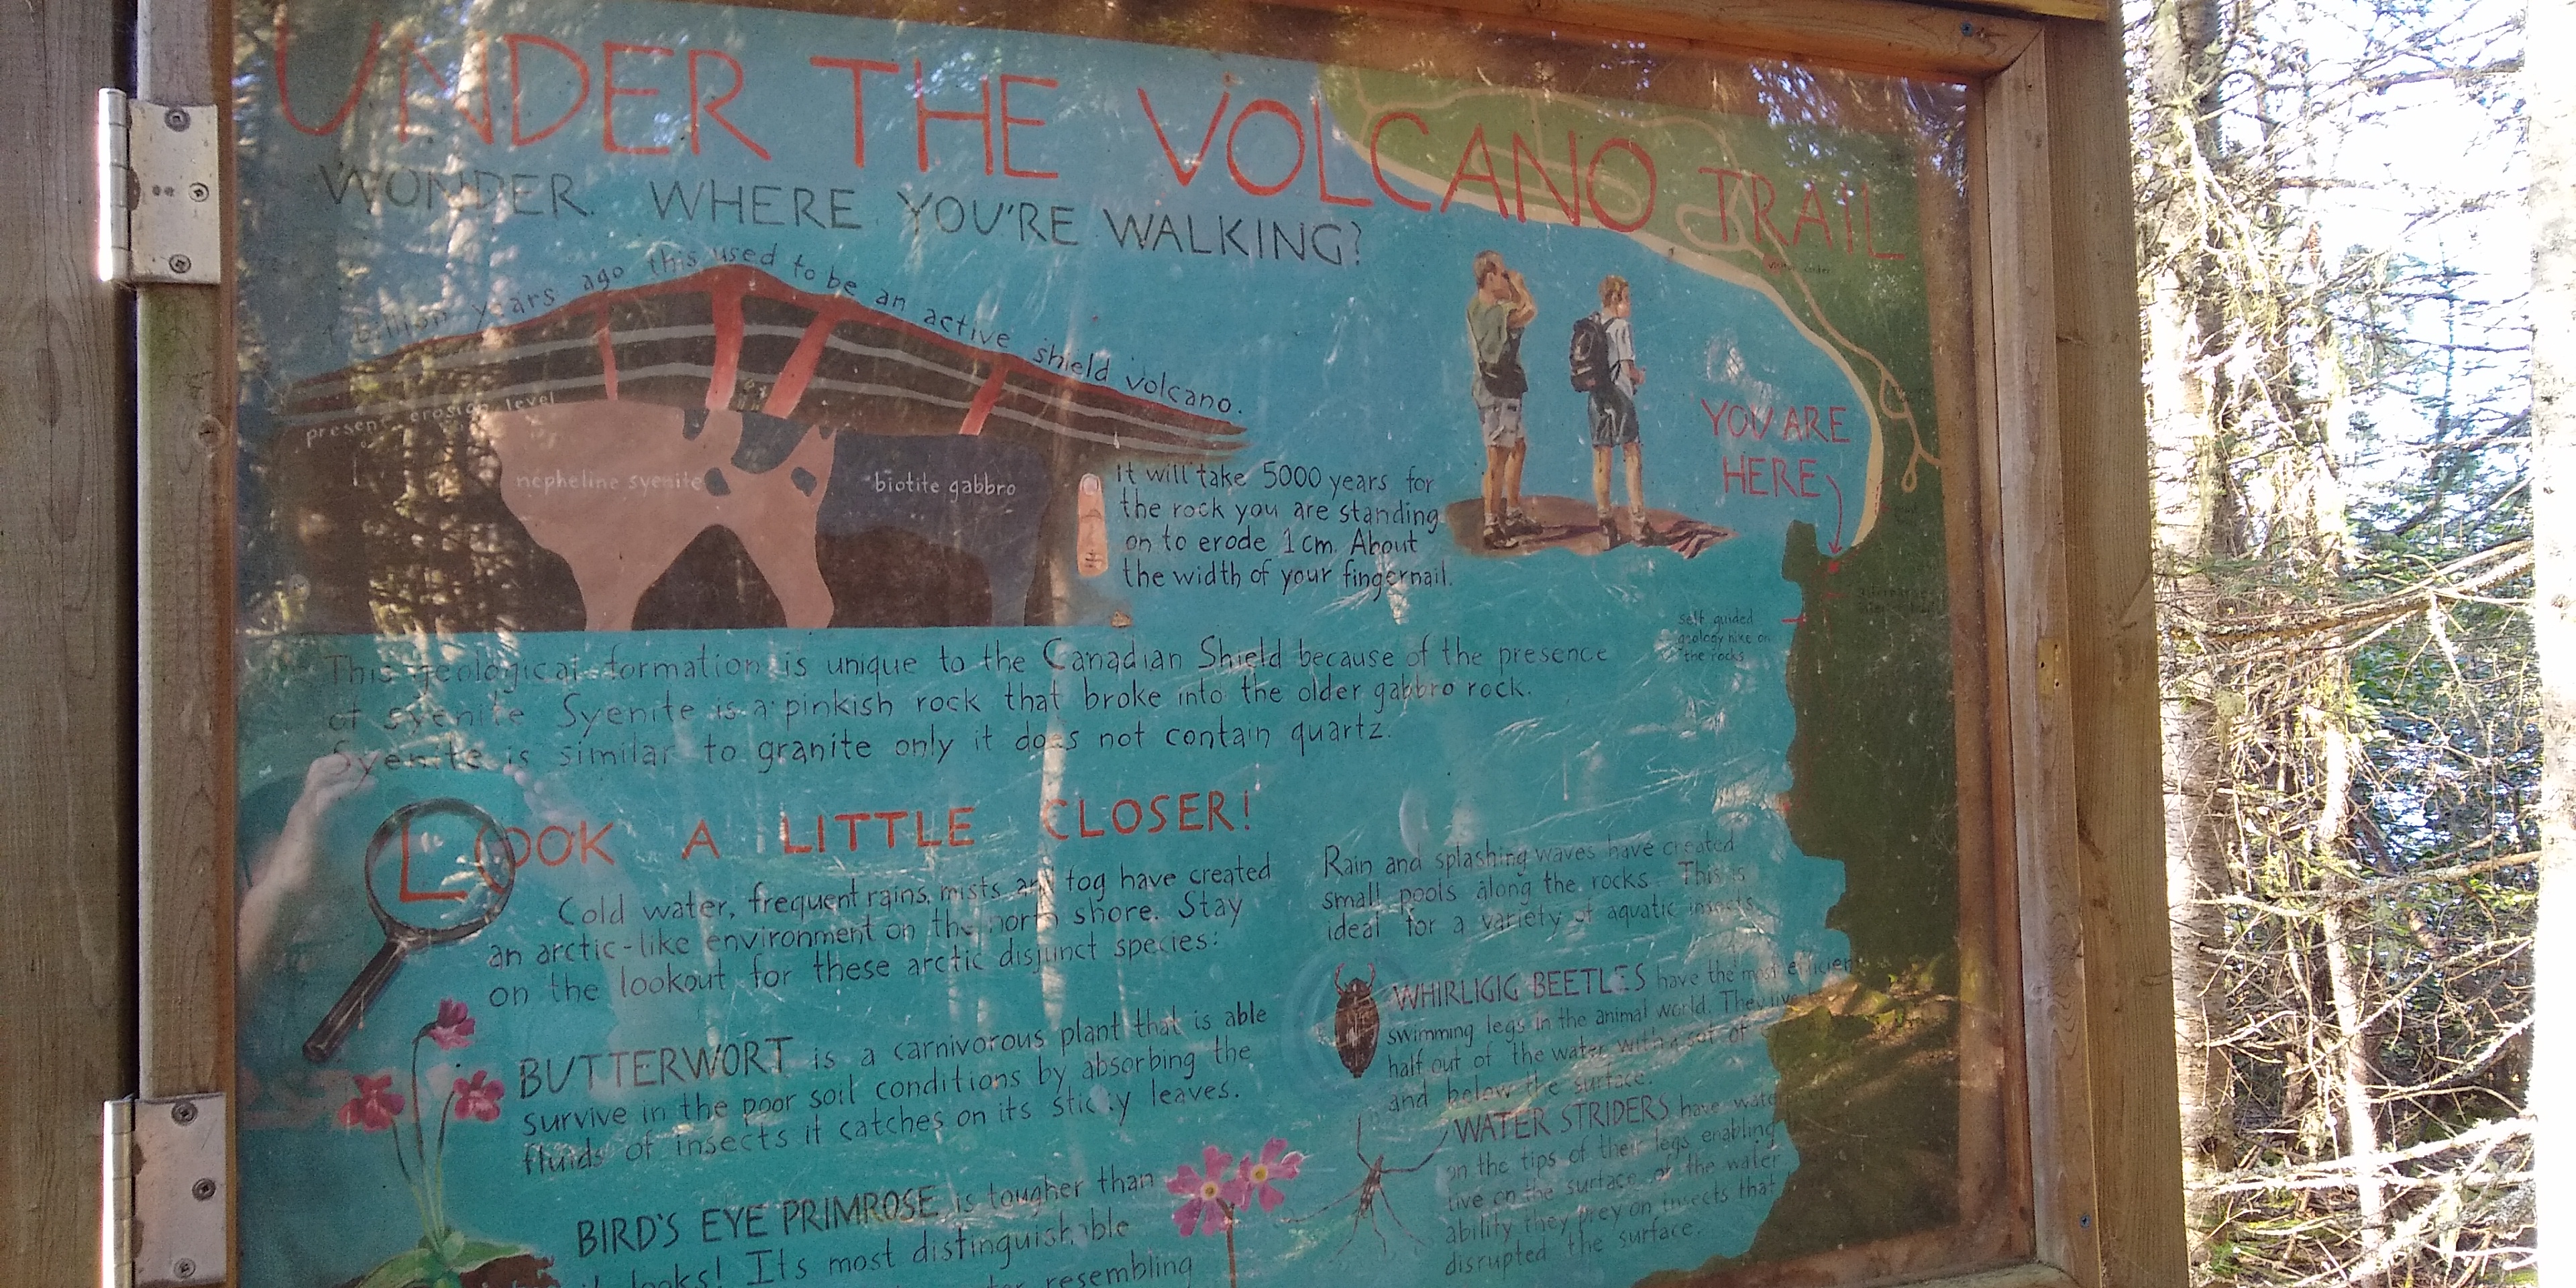 UNDER THE VOLCANO TRAIL
WONDER WHERE YOU'RE WALKING?
1 billion years ago this used to be an active shield volcano.
present erosion level
nepheline syenite
biotite gabbro
It will take 5000 years for
the rock you are standing
on to erode 1cm. About
the width of your fingernail.
YOU ARE
HERE
self guided
geology hike on
the rocks
This geological formation is unique to the Canadian Shield because of the presence
of syenite Syenite is a pinkish rock that broke into the older gabbro rock.
Syenite is similar to granite only it does not contain quartz.
LOOK A LITTLE CLOSER!
Cold water, frequent rains, mists and fog have created
an arctic-like environment on the north shore. Stay
on the lookout for these arctic disjunct species:
BUTTERWORT is a carnivorous plant that is able
survive in the poor soil conditions by absorbing the
fluids of insects it catches on its sticky leaves.
BIRD'S EYE PRIMROSE is tougher than
it looks! Its most distinguishable
resembling
Rain and splashing waves have created
small pools along the rocks. This is
ideal for a variety of aquatic insects.
WHIRLIGIG BEETLES have the most efficient
swimming legs in the animal world. They live
half out of the water with a set of
and below the surface.
WATER STRIDERS have
on the tips of their legs enabling
live on the surface of the water
ability they prey on insects that
disrupted the surface.